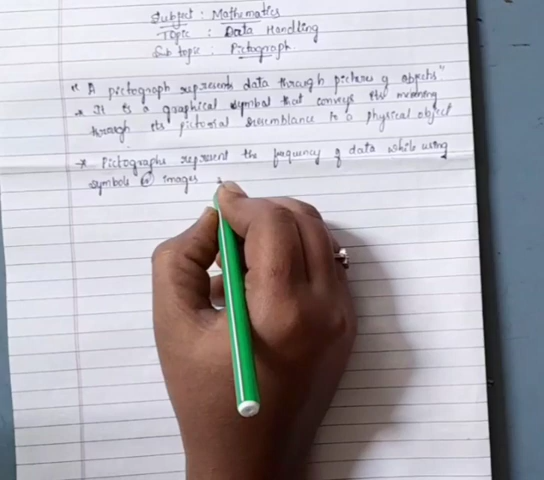 Subject : Mathematics
Topic : Data Handling
Sub topic : Pictograph
" A pictograph represents data through pictures of objects"
* It is a graphical symbol that conveys its meaning
through its pictorial resemblance to a physical object
* Pictographs represent the frequency of data while using
symbols or images